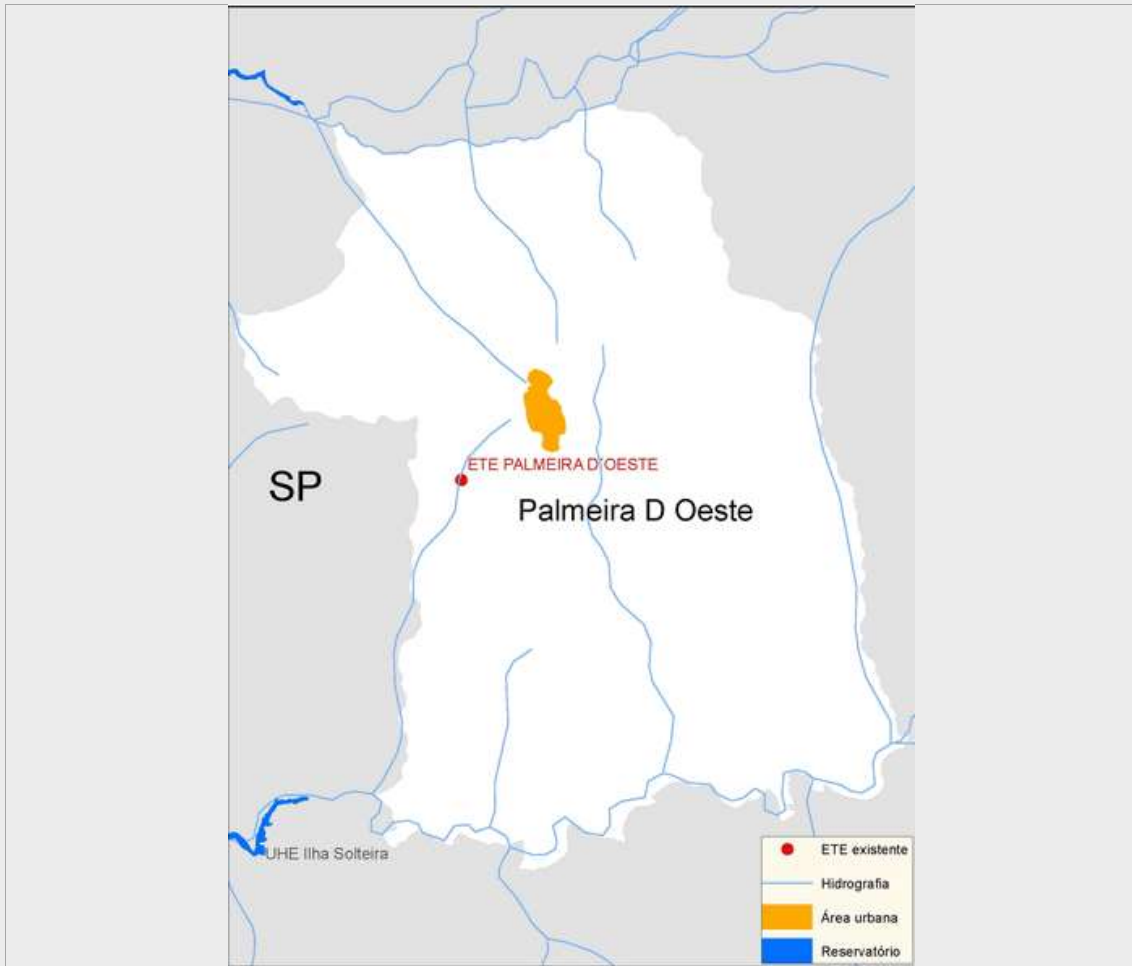 ETE PALMEIRA D´OESTE
SP
Palmeira D Oeste
UHE Ilha Solteira
ETE existente
Hidrografia
Área urbana
Reservatório